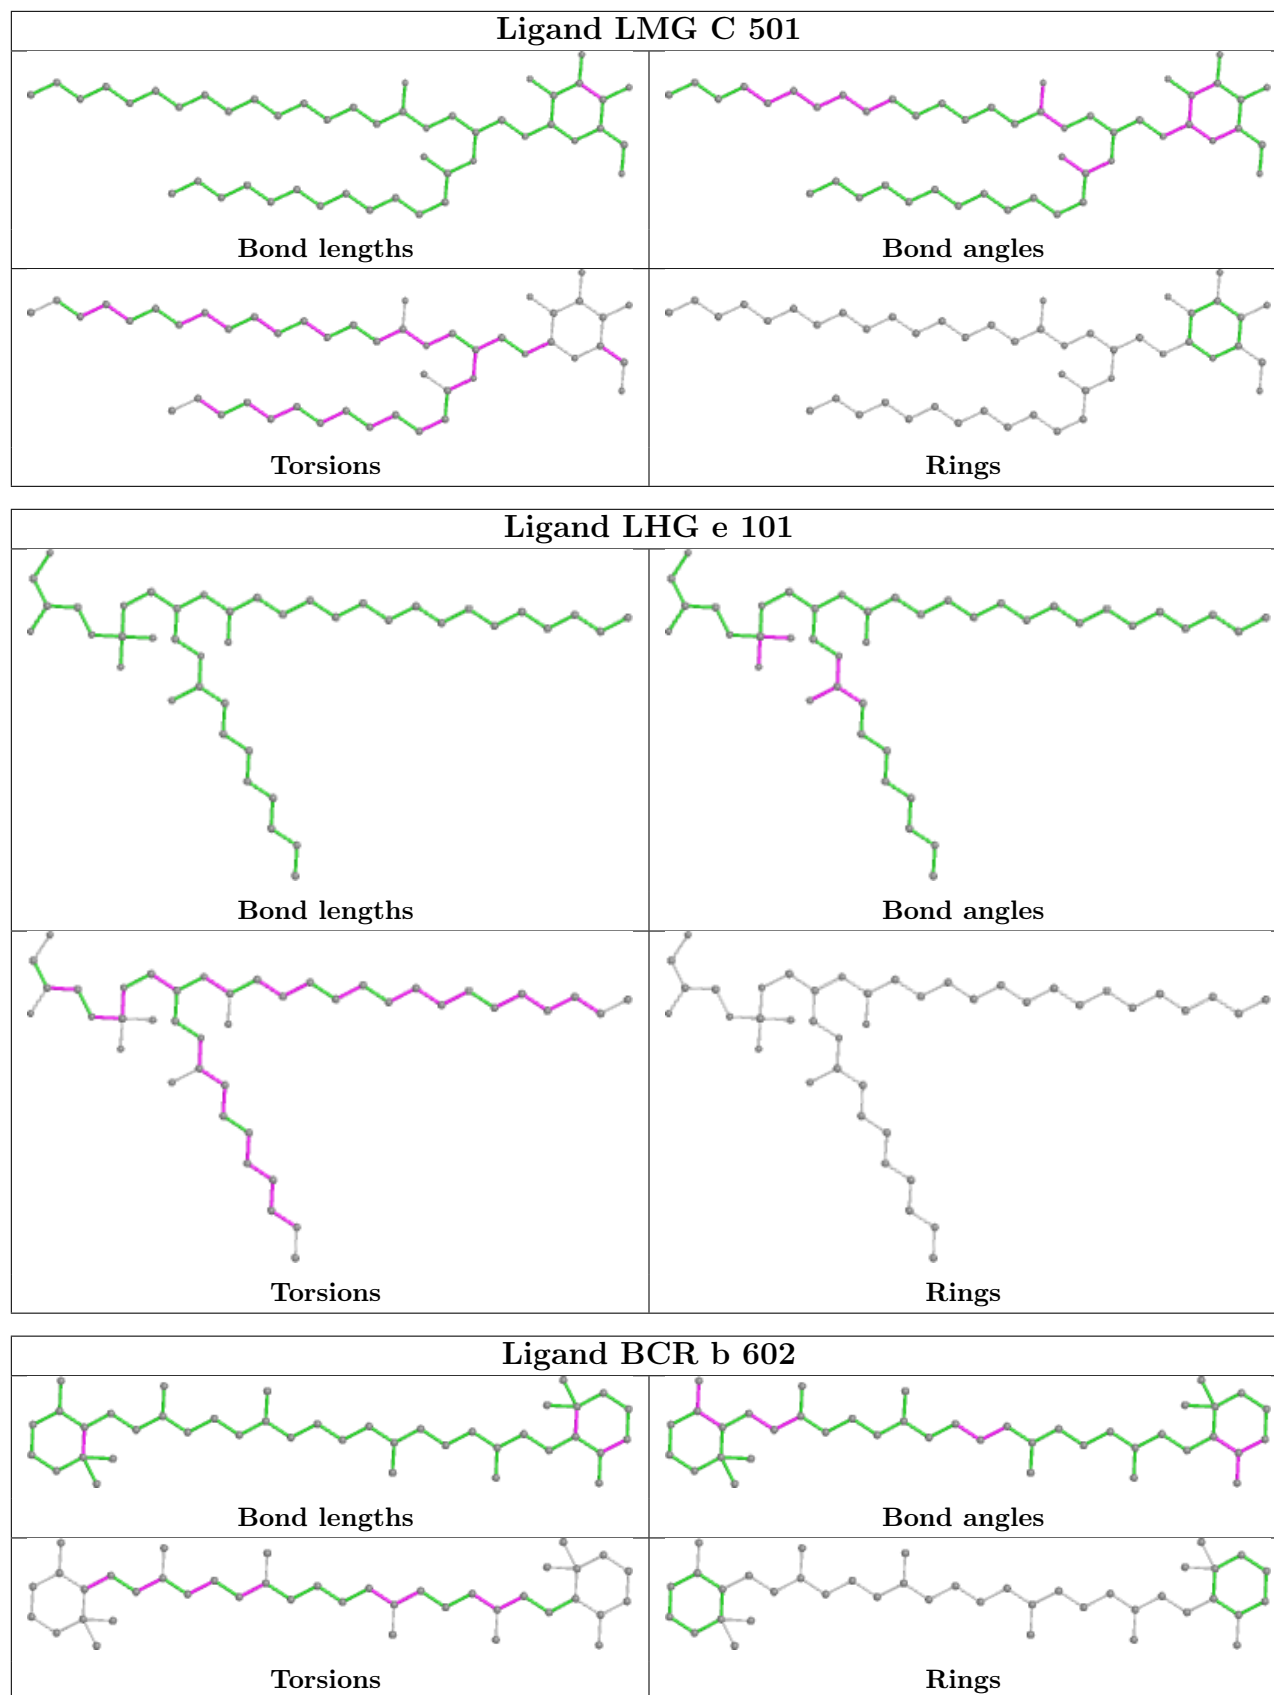 Ligand LMG C 501
Bond lengths
Bond angles
Torsions
Rings
Ligand LHG e 101
Bond lengths
Bond angles
Torsions
Rings
Ligand BCR b 602
Bond lengths
Bond angles
Torsions
Rings